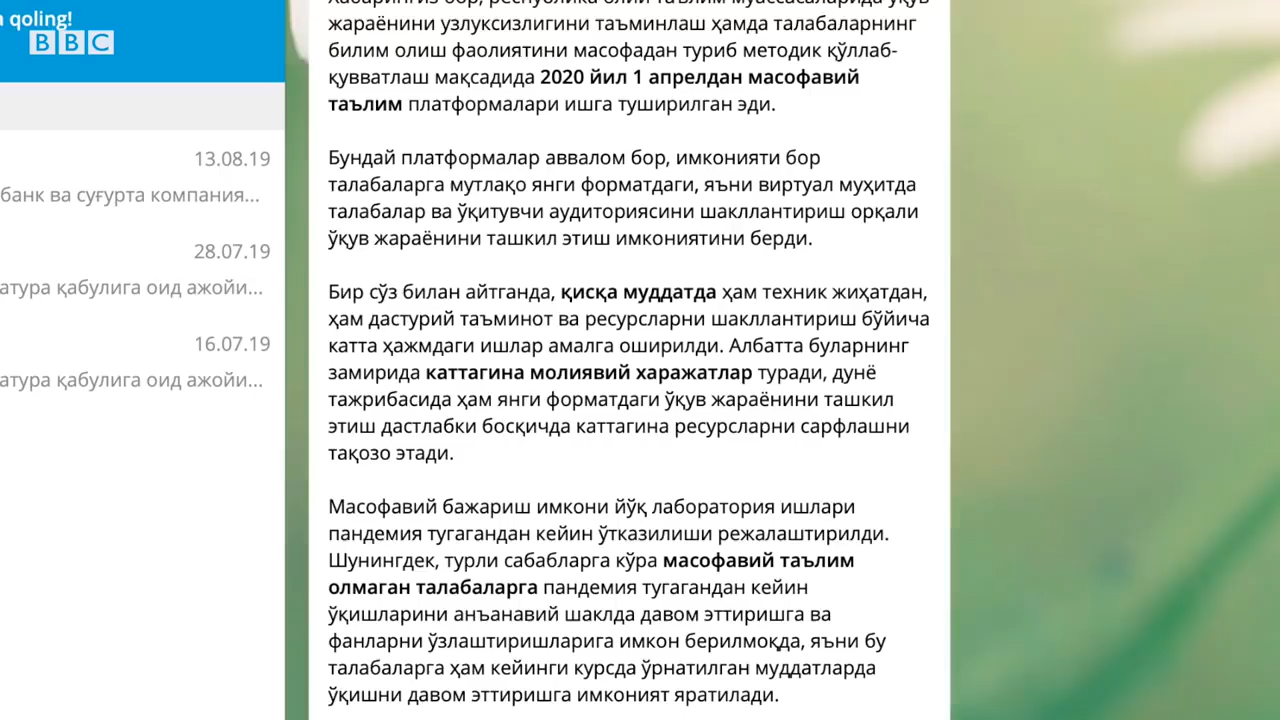 qoling!
BBC
13.08.19
банк ва суғурта компания...
28.07.19
атура қабулига оид ажойи...
16.07.19
атура қабулига оид ажойи...
Хабарингиз бор, республика олий таълим муассасаларида ўқув
жараёнини узлуксизлигини таъминлаш ҳамда талабаларнинг
билим олиш фаолиятини масофадан туриб методик қўллаб-
қувватлаш мақсадида 2020 йил 1 апрелдан масофавий
таълим платформалари ишга туширилган эди.
Бундай платформалар аввалом бор, имконияти бор
талабаларга мутлақо янги форматдаги, яъни виртуал муҳитда
талабалар ва ўқитувчи аудиториясини шакллантириш орқали
ўқув жараёнини ташкил этиш имкониятини берди.
Бир сўз билан айтганда, қисқа муддатда ҳам техник жиҳатдан,
ҳам дастурий таъминот ва ресурсларни шакллантириш бўйича
катта ҳажмдаги ишлар амалга оширилди. Албатта буларнинг
замирида каттагина молиявий харажатлар туради, дунё
тажрибасида ҳам янги форматдаги ўқув жараёнини ташкил
этиш дастлабки босқичда каттагина ресурсларни сарфлашни
тақозо этади.
Масофавий бажариш имкони йўқ лаборатория ишлари
пандемия тугагандан кейин ўтказилиши режалаштирилди.
Шунингдек, турли сабабларга кўра масофавий таълим
олмаган талабаларга пандемия тугагандан кейин
ўқишларини анъанавий шаклда давом эттиришга ва
фанларни ўзлаштиришларига имкон берилмоқда, яъни бу
талабаларга ҳам кейинги курсда ўрнатилган муддатларда
ўқишни давом эттиришга имконият яратилади.